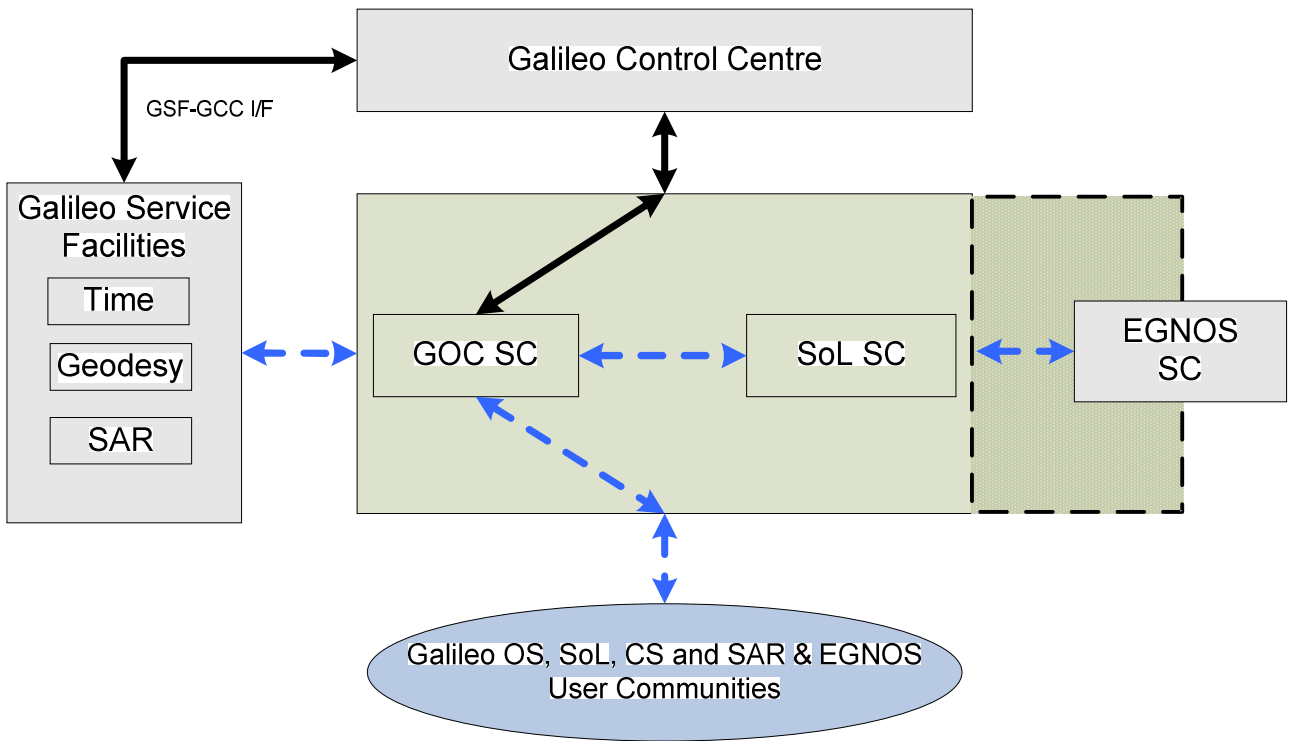 Galileo Control Centre
GSF-GCC I/F
Galileo Service
Facilities
Time
Geodesy
SAR
GOC SC
SoL SC
EGNOS
SC
Galileo OS, SoL, CS and SAR & EGNOS
User Communities